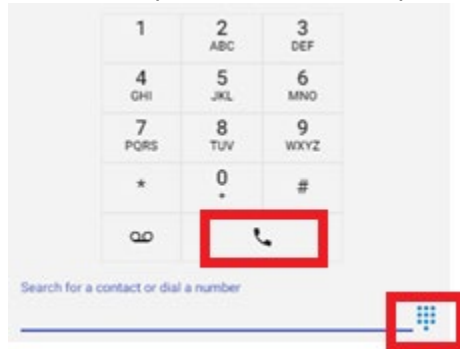 1 2 3
ABC DEF
4 5 6
GHI JKL MNO
7 8 9
PQRS TUV WXYZ
* 0 #
+
Search for a contact or dial a number